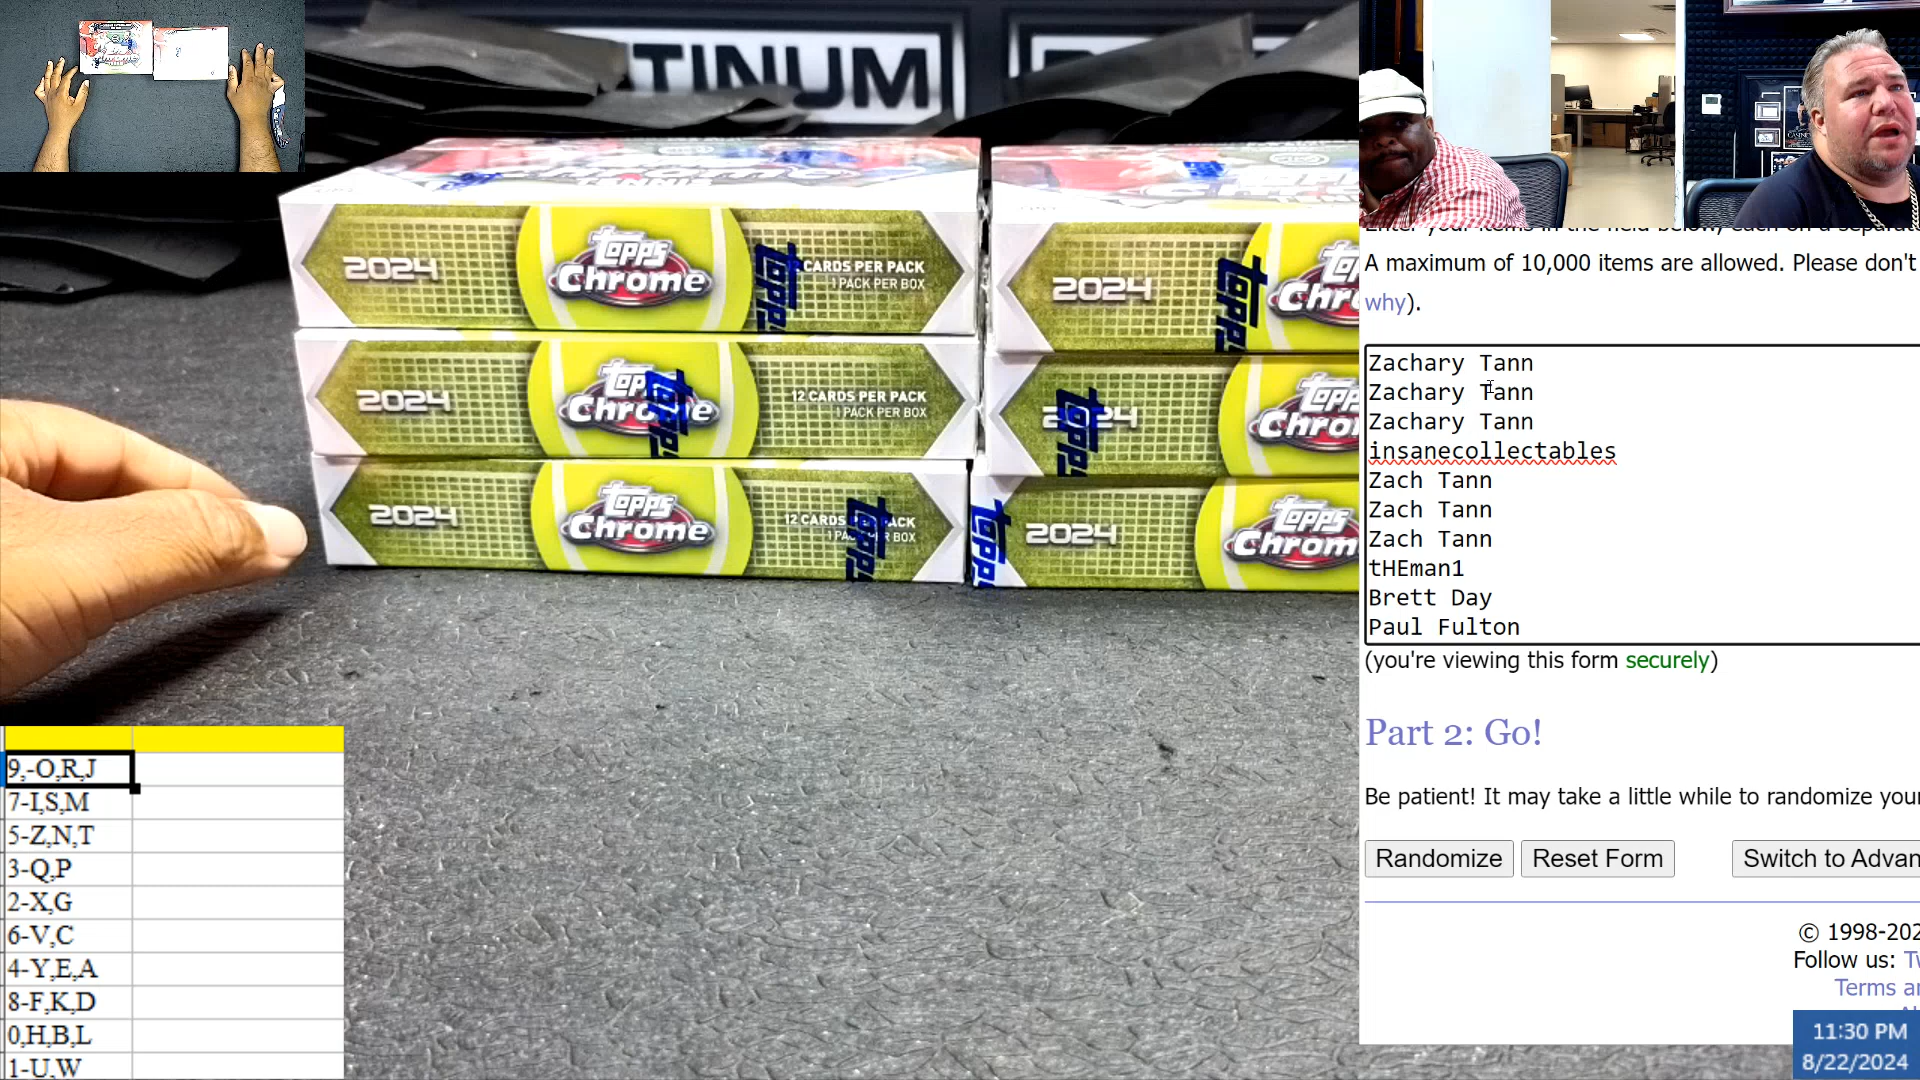 TINUM
2024
Topps
Chrome
CARDS PER PACK
1 PACK PER BOX
2024
12 CARDS PER PACK
1 PACK PER BOX
2024
Topps
Chrome
topps
2024
topps
2024
Chrom
A maximum of 10,000 items are allowed. Please don't
why).
Zachary Tann
Zachary Tann
Zachary Tann
insanecollectables
Zach Tann
Zach Tann
Zach Tann
tHEman1
Brett Day
Paul Fulton
(you're viewing this form securely)
Part 2: Go!
Be patient! It may take a little while to randomize your
Randomize
Reset Form
Switch to Advan
© 1998-202
Follow us: Tw
Terms a
9,-O,R,J
7-I,S,M
5-Z,N,T
3-Q,P
2-X,G
6-V,C
4-Y,E,A
8-F,K,D
0,H,B,L
1-U,W
11:30 PM
8/22/2024